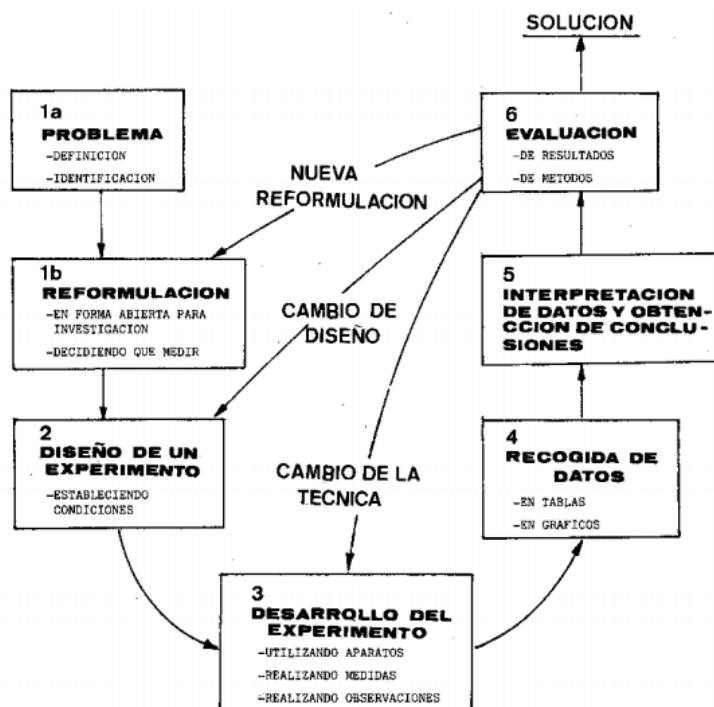 SOLUCION
1a
PROBLEMA
-DEFINICION
-IDENTIFICACION
6
EVALUACION
-DE RESULTADOS
-DE METODOS
NUEVA
REFORMULACION
1b
REFORMULACION
-EN FORMA ABIERTA PARA
INVESTIGACION
-DECIDIENDO QUE MEDIR
5
INTERPRETACION
DE DATOS Y OBTEN-
CCION DE CONCLU-
SIONES
CAMBIO DE
DISEÑO
2
DISEÑO DE UN
EXPERIMENTO
-ESTABLECIENDO
CONDICIONES
4
RECOGIDA DE
DATOS
-EN TABLAS
-EN GRAFICOS
CAMBIO DE LA
TECNICA
3
DESARROLLO DEL
EXPERIMENTO
-UTILIZANDO APARATOS
-REALIZANDO MEDIDAS
-REALIZANDO OBSERVACIONES